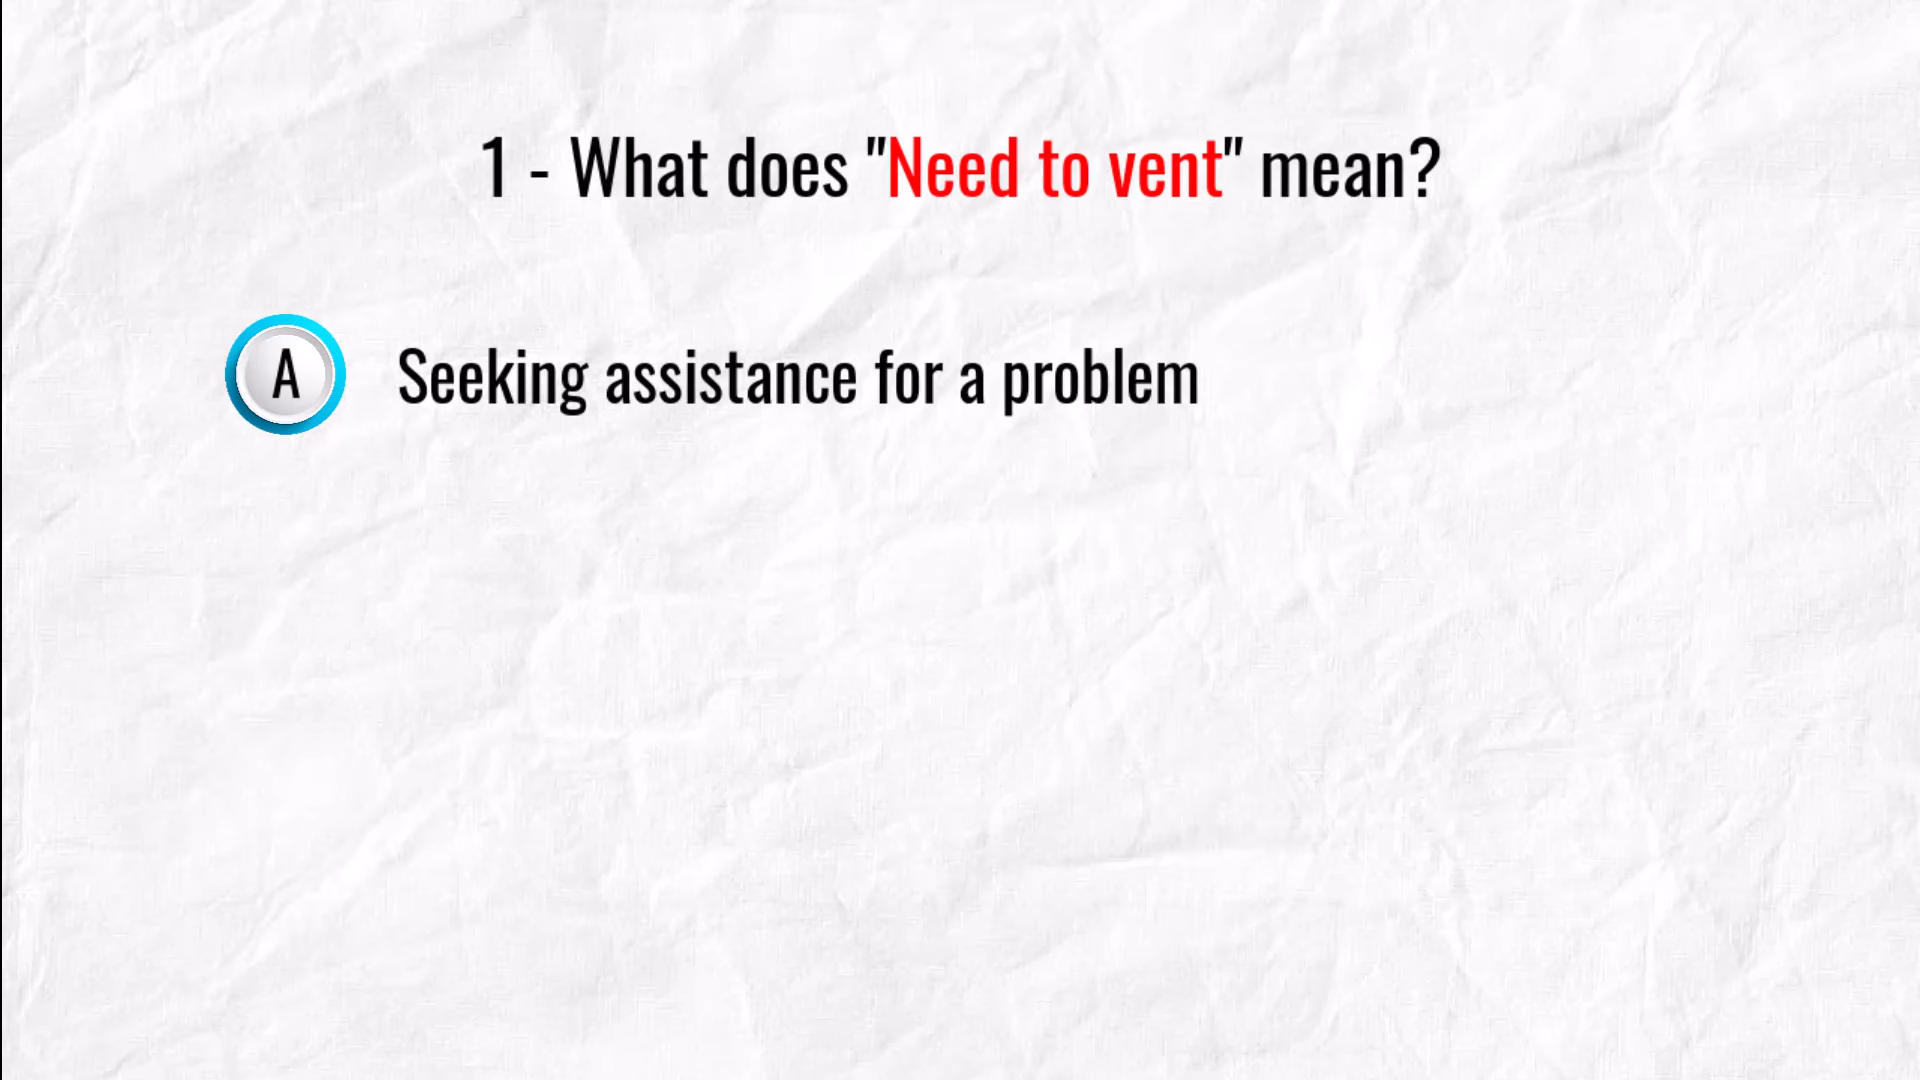 1 - What does "Need to vent" mean?
A Seeking assistance for a problem